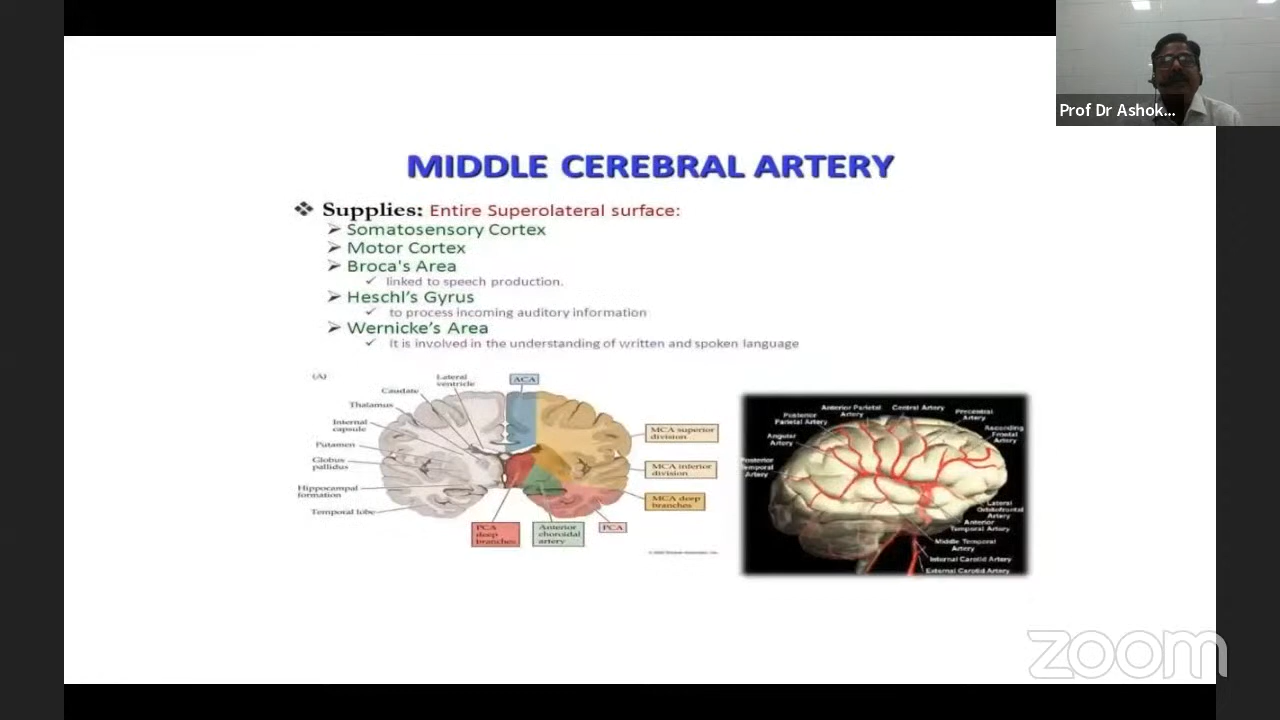 Prof Dr Ashok...
MIDDLE CEREBRAL ARTERY
❖ Supplies: Entire Superolateral surface:
➢ Somatosensory Cortex
➢ Motor Cortex
➢ Broca's Area
✓ linked to speech production.
➢ Heschl’s Gyrus
✓ to process incoming auditory information
➢ Wernicke’s Area
✓ It is involved in the understanding of written and spoken language
(A)
Lateral
ventricle
Caudate
Thalamus
Internal
capsule
Putamen
Globus
pallidus
Hippocampal
formation
Temporal lobe
ACA
MCA superior
division
MCA inferior
division
MCA deep
branches
PCA
deep
branches
Anterior
choroidal
artery
PCA
Anterior Parietal
Artery
Central Artery
Precentral
Artery
Posterior
Parietal Artery
Ascending
Frontal
Artery
Angular
Artery
Posterior
Temporal
Artery
Lateral
Orbitofrontal
Artery
Anterior
Temporal Artery
Middle Temporal
Artery
Internal Carotid Artery
External Carotid Artery
zoom